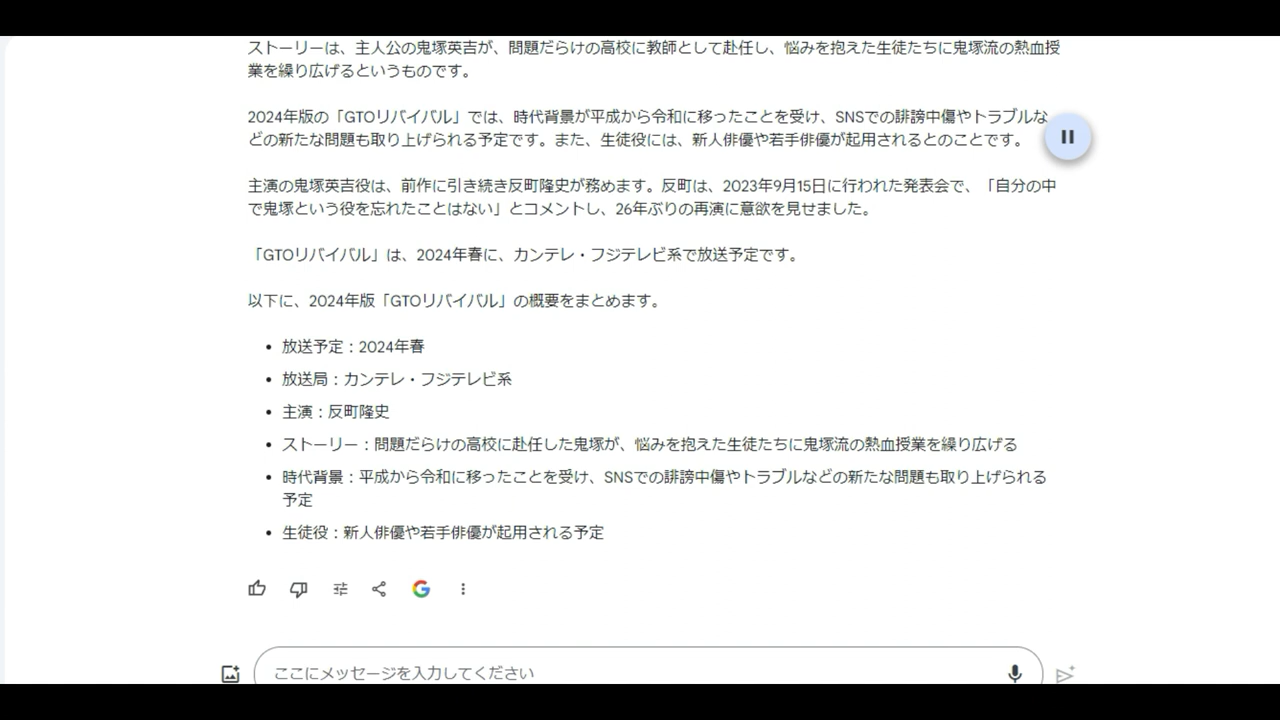 ストーリーは、主人公の鬼塚英吉が、問題だらけの高校に教師として赴任し、悩みを抱えた生徒たちに鬼塚流の熱血授
業を繰り広げるというものです。
2024年版の「GTOリバイバル」では、時代背景が平成から令和に移ったことを受け、SNSでの誹謗中傷やトラブルな
どの新たな問題も取り上げられる予定です。また、生徒役には、新人俳優や若手俳優が起用されるとのことです。
主演の鬼塚英吉役は、前作に引き続き反町隆史が務めます。反町は、2023年9月15日に行われた発表会で、「自分の中
で鬼塚という役を忘れたことはない」とコメントし、26年ぶりの再演に意欲を見せました。
「GTOリバイバル」は、2024年春に、カンテレ・フジテレビ系で放送予定です。
以下に、2024年版「GTOリバイバル」の概要をまとめます。
• 放送予定：2024年春
• 放送局：カンテレ・フジテレビ系
• 主演：反町隆史
• ストーリー：問題だらけの高校に赴任した鬼塚が、悩みを抱えた生徒たちに鬼塚流の熱血授業を繰り広げる
• 時代背景：平成から令和に移ったことを受け、SNSでの誹謗中傷やトラブルなどの新たな問題も取り上げられる
予定
• 生徒役：新人俳優や若手俳優が起用される予定
ここにメッセージを入力してください